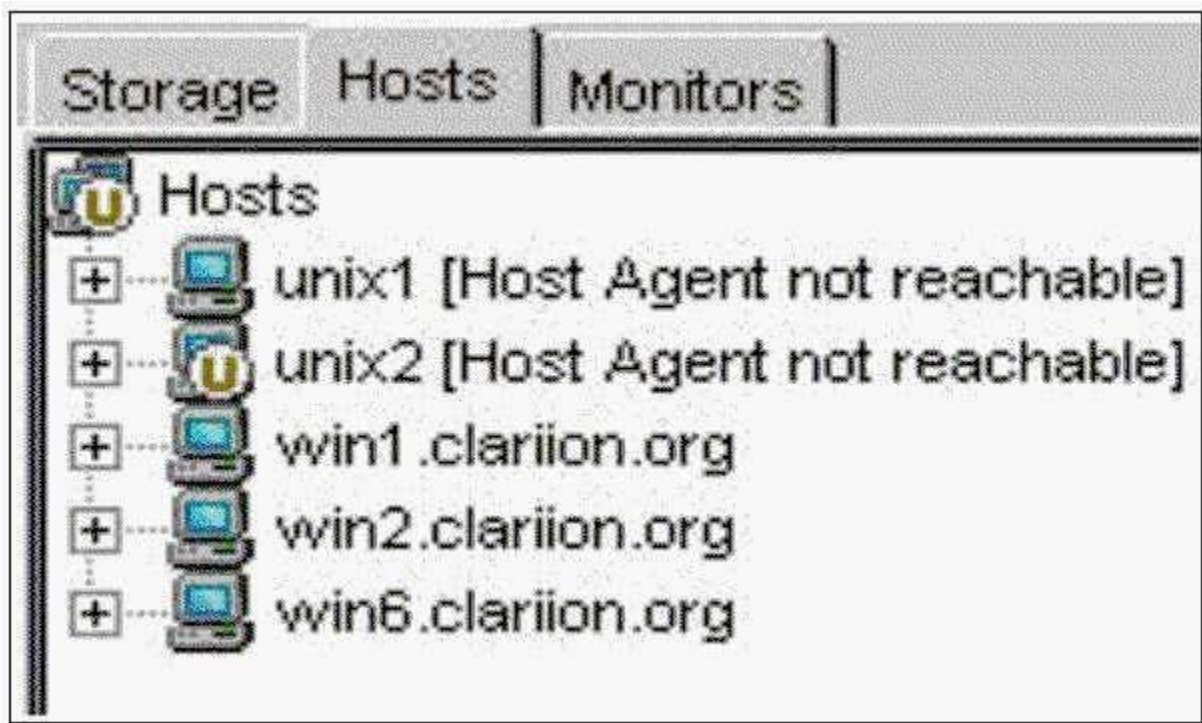 Storage Hosts Monitors
U Hosts
unix1 [Host Agent not reachable]
U unix2 [Host Agent not reachable]
win1.clariion.org
win2.clariion.org
win6.clariion.org